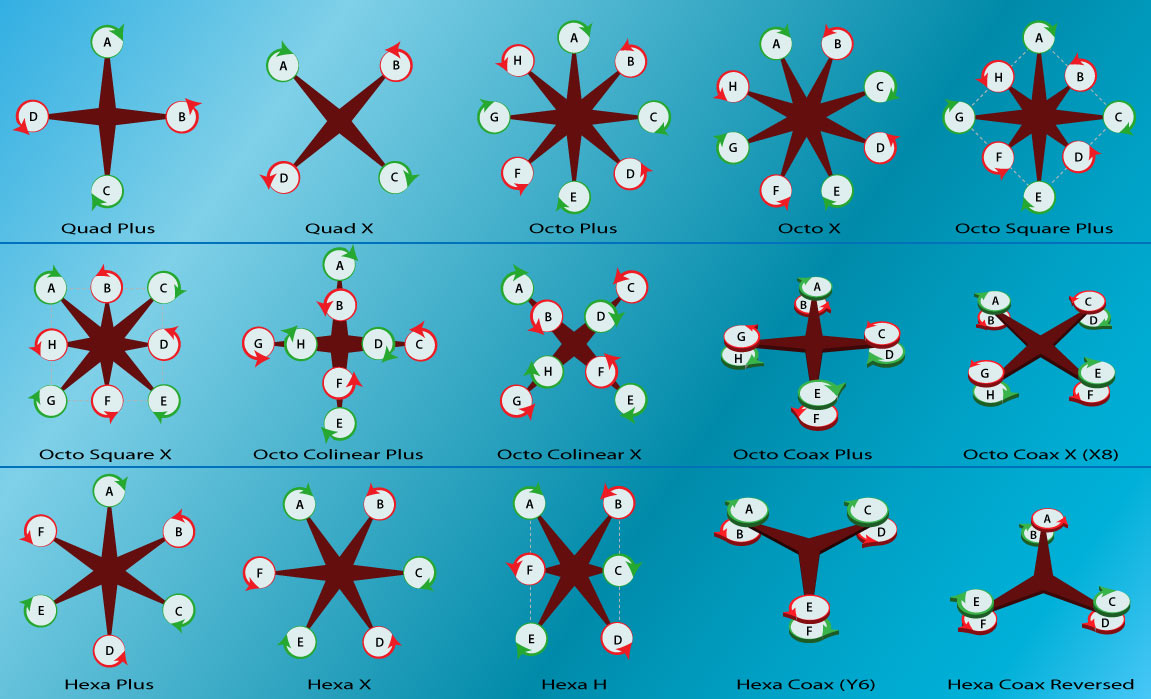 A
D B
C
Quad Plus
A B
D C
Quad X
A
H B
G C
F D
E
Octo Plus
A B
H C
G D
F E
Octo X
A
H B
G C
F D
E
Octo Square Plus
A B C
H D
G F E
Octo Square X
A
B
G H D C
F
E
Octo Colinear Plus
A C
B D
H F
G E
Octo Colinear X
A
B
G C
H D
E
F
Octo Coax Plus
A C
B D
G E
H F
Octo Coax X (X8)
A
F B
E C
D
Hexa Plus
A B
F C
E D
Hexa X
A B
F C
E D
Hexa H
A C
B D
E
F
Hexa Coax (Y6)
A
B
E C
F D
Hexa Coax Reversed